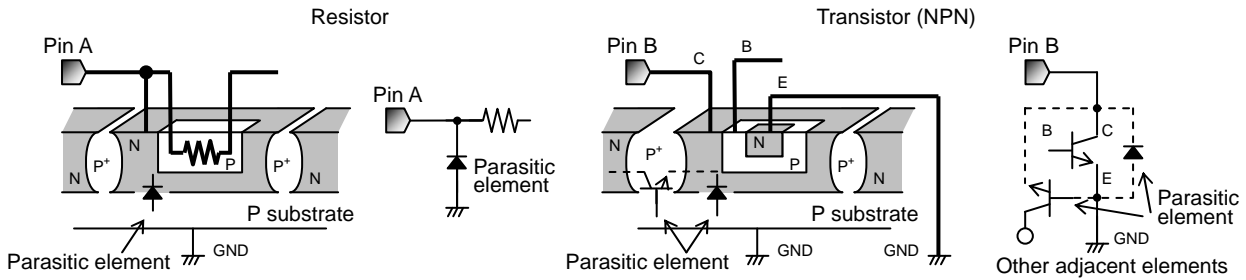 Resistor
Transistor (NPN)
Pin A
Pin A
N
N
P+
P
P+
N
Parasitic element
P substrate
GND
Parasitic
element
Pin B
C
B
E
N
P+
N
P
P+
N
P substrate
GND
GND
Parasitic element
Pin B
B
C
E
GND
Parasitic
element
Other adjacent elements